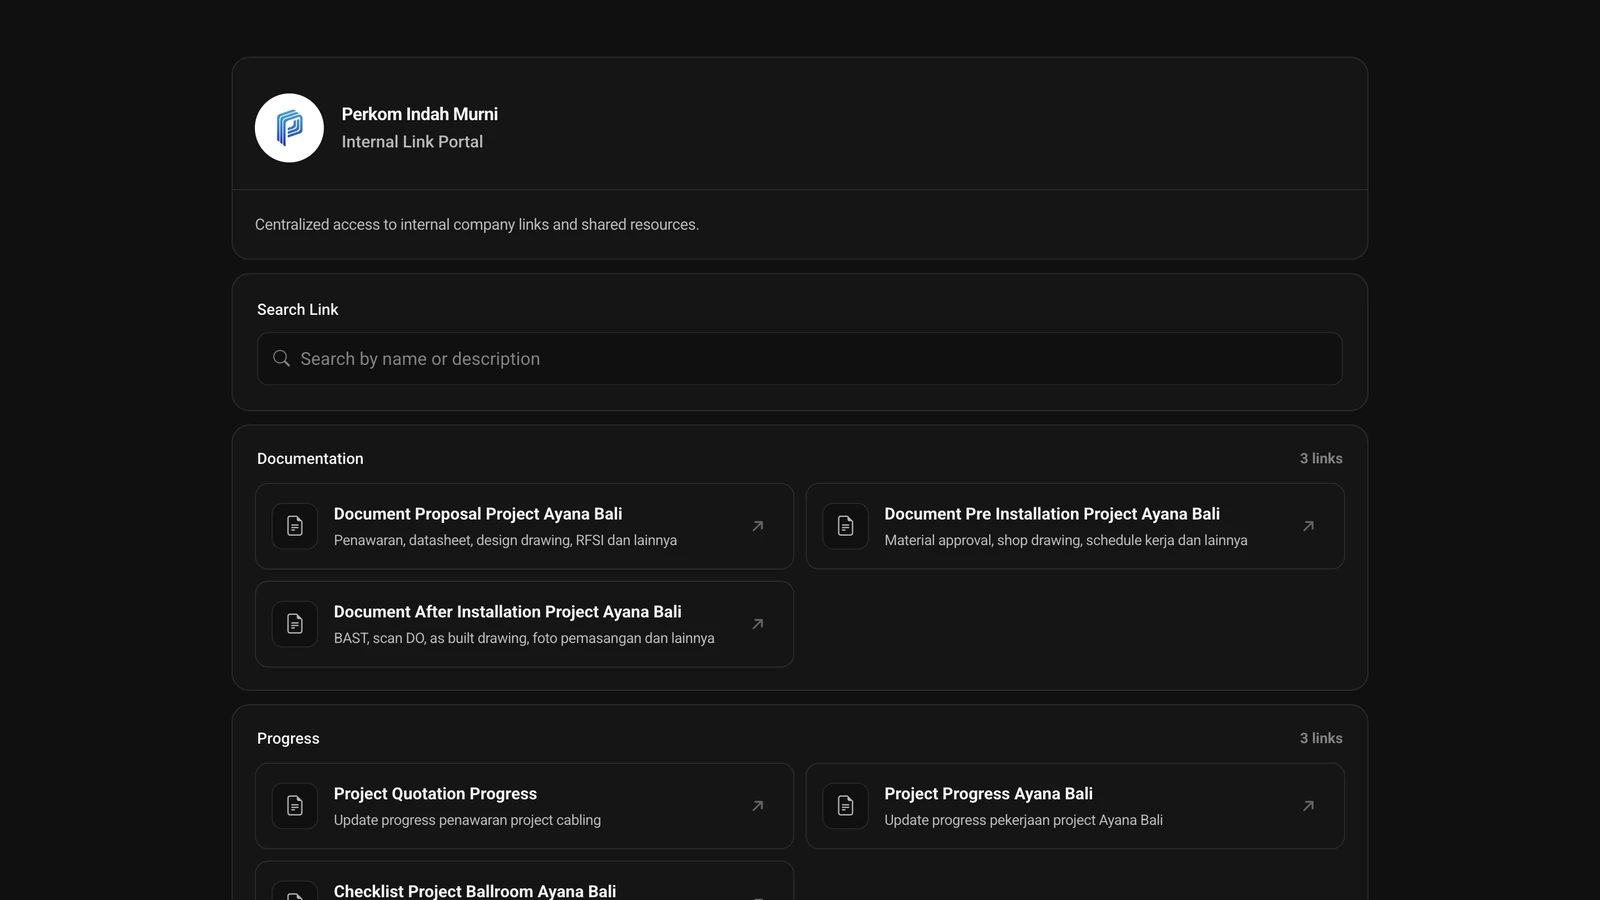 Perkom Indah Murni
Internal Link Portal
Centralized access to internal company links and shared resources.
Search Link
Search by name or description
Documentation
3 links
Document Proposal Project Ayana Bali
Penawaran, datasheet, design drawing, RFSI dan lainnya
Document Pre Installation Project Ayana Bali
Material approval, shop drawing, schedule kerja dan lainnya
Document After Installation Project Ayana Bali
BAST, scan DO, as built drawing, foto pemasangan dan lainnya
Progress
3 links
Project Quotation Progress
Update progress penawaran project cabling
Project Progress Ayana Bali
Update progress pekerjaan project Ayana Bali
Checklist Project Ballroom Ayana Bali